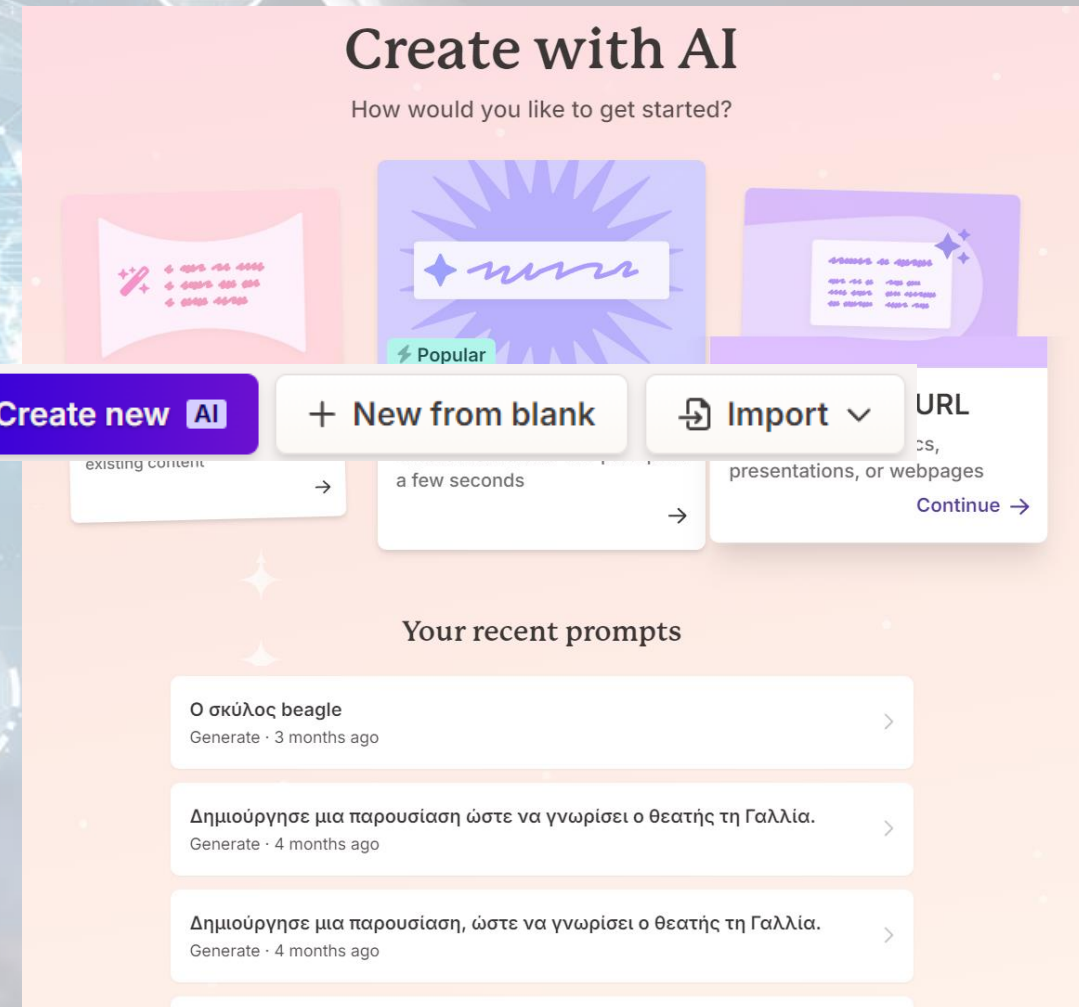 Create with AI
How would you like to get started?
Popular
Create new AI
+ New from blank
Import
URL
cs,
existing content
a few seconds
presentations, or webpages
Continue
Your recent prompts
Ο σκύλος beagle
Generate · 3 months ago
Δημιούργησε μια παρουσίαση ώστε να γνωρίσει ο θεατής τη Γαλλία.
Generate · 4 months ago
Δημιούργησε μια παρουσίαση, ώστε να γνωρίσει ο θεατής τη Γαλλία.
Generate · 4 months ago